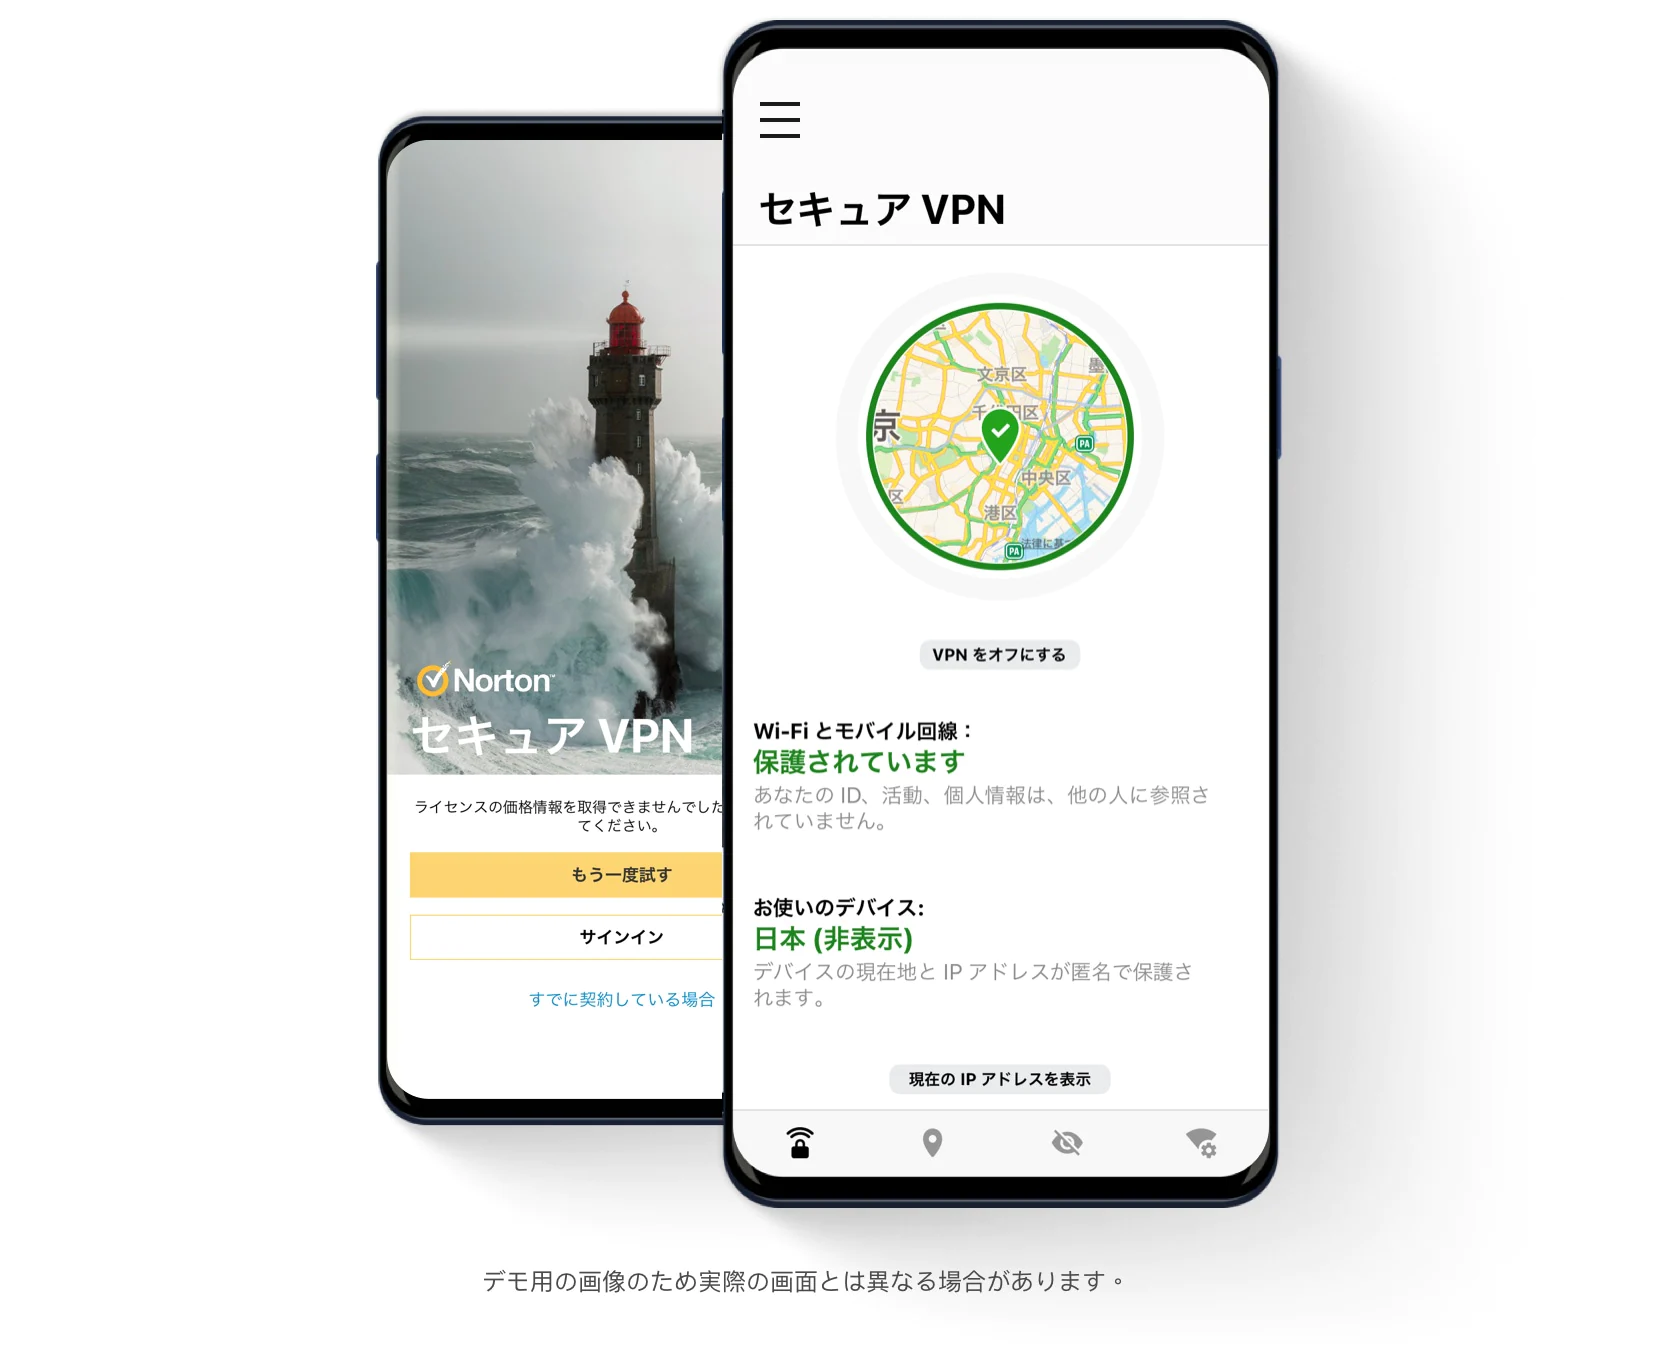 Norton
セキュア VPN
ライセンスの価格情報を取得できませんでした
てください。
もう一度試す
サインイン
すでに契約している場合
セキュア VPN
文京区
墨
京
千代田区
PA
中央区
区
港区
PA
法律に基
VPN をオフにする
Wi-Fi とモバイル回線：
保護されています
あなたの ID、活動、個人情報は、他の人に参照さ
れていません。
お使いのデバイス:
日本 (非表示)
デバイスの現在地と IP アドレスが匿名で保護さ
れます。
現在の IP アドレスを表示
デモ用の画像のため実際の画面とは異なる場合があります。